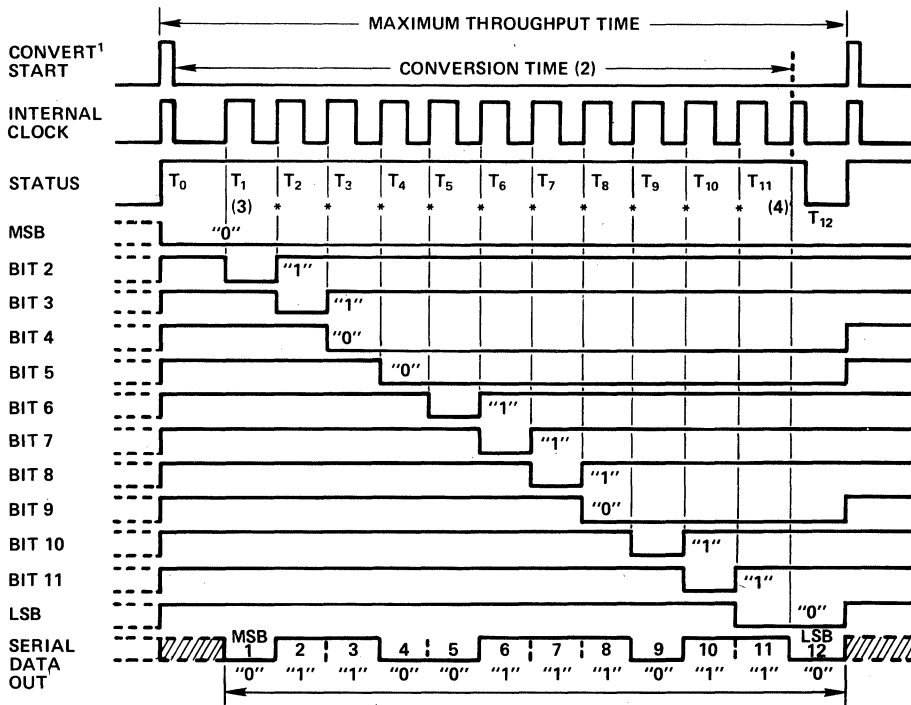 MAXIMUM THROUGHPUT TIME
CONVERT¹
START
CONVERSION TIME (2)
INTERNAL
CLOCK
STATUS
T₀ T₁ T₂ T₃ T₄ T₅ T₆ T₇ T₈ T₉ T₁₀ T₁₁
(3) * * * * * * * * * * (4) T₁₂
MSB "0"
BIT 2 "1"
BIT 3 "1"
BIT 4 "0"
BIT 5 "0"
BIT 6 "1"
BIT 7 "1"
BIT 8 "1"
BIT 9 "0"
BIT 10 "1"
BIT 11 "1"
LSB "0"
SERIAL
DATA
OUT
MSB LSB
1 2 3 4 5 6 7 8 9 10 11 12
"0" "1" "1" "0" "0" "1" "1" "1" "0" "1" "1" "0"